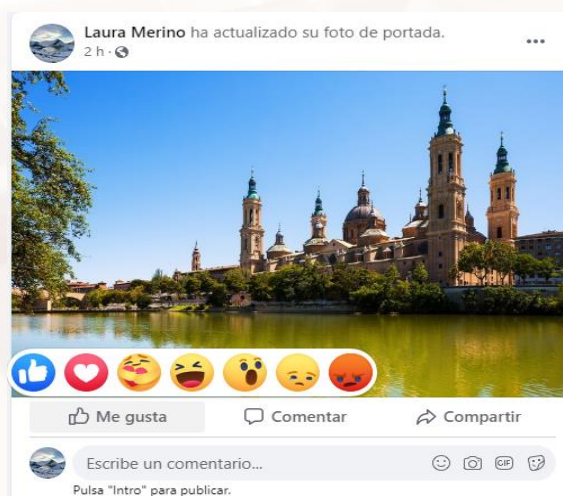 Laura Merino ha actualizado su foto de portada.
2 h ·
Me gusta
Comentar
Compartir
Escribe un comentario...
GIF
Pulsa "Intro" para publicar.